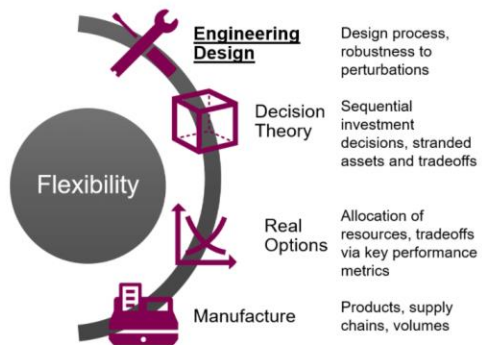 Flexibility
Engineering
Design
Design process,
robustness to
perturbations
Decision
Theory
Sequential
investment
decisions, stranded
assets and tradeoffs
Real
Options
Allocation of
resources, tradeoffs
via key performance
metrics
Manufacture
Products, supply
chains, volumes